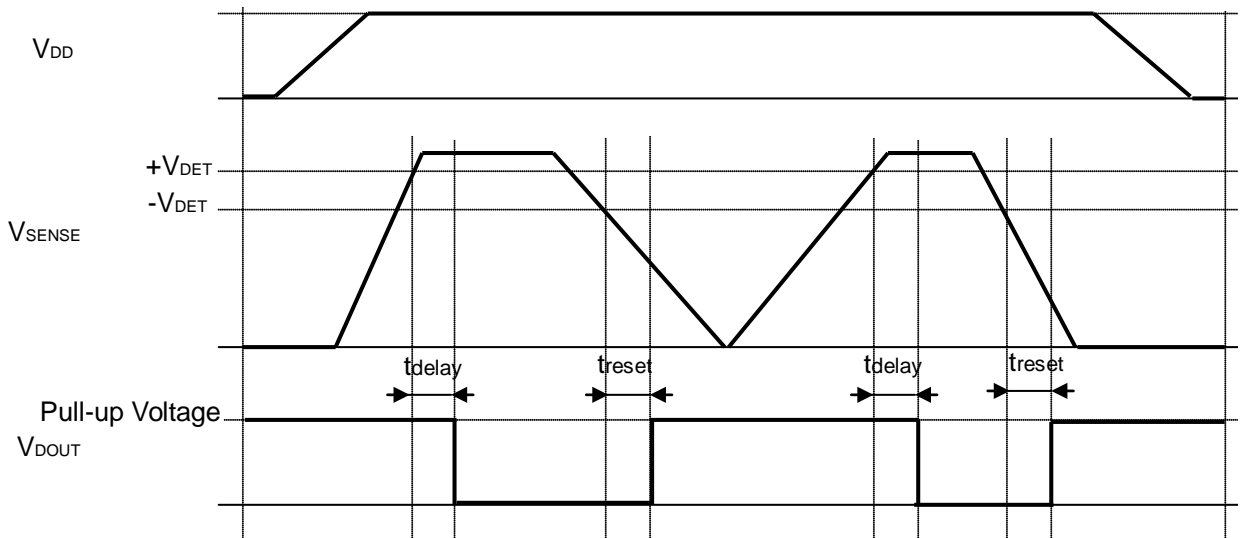 VDD
+VDET
-VDET
VSENSE
tdelay treset tdelay treset
Pull-up Voltage
VDOUT